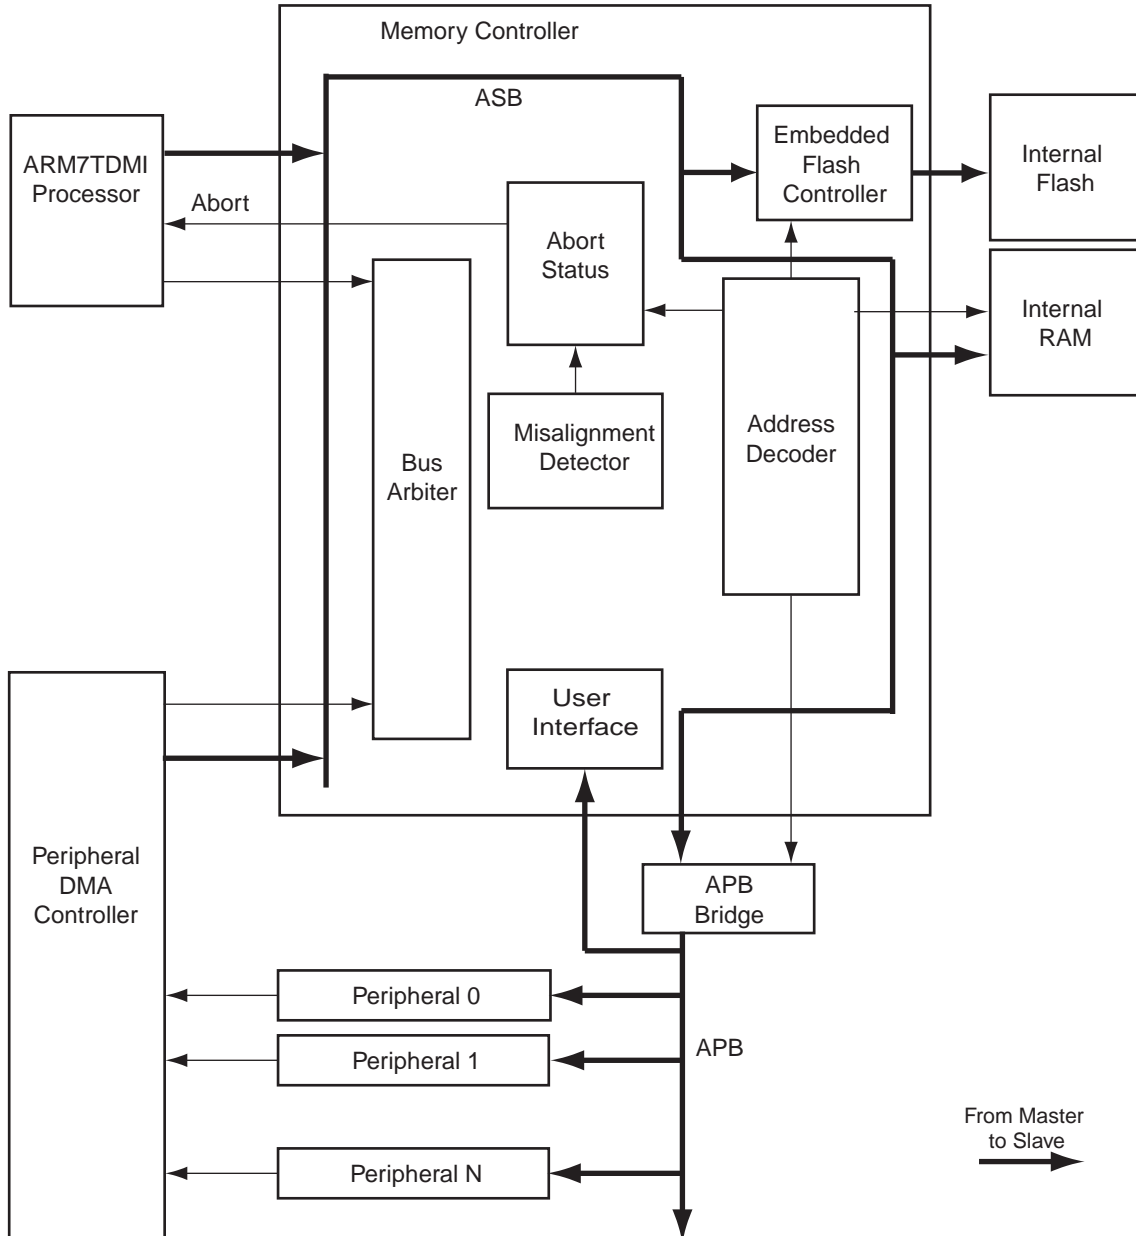 Memory Controller
ASB
ARM7TDMI
Processor
Embedded
Flash
Controller
Internal
Flash
Abort
Abort
Status
Internal
RAM
Misalignment
Detector
Address
Decoder
Bus
Arbiter
User
Interface
Peripheral
DMA
Controller
APB
Bridge
Peripheral 0
Peripheral 1
APB
Peripheral N
From Master
to Slave